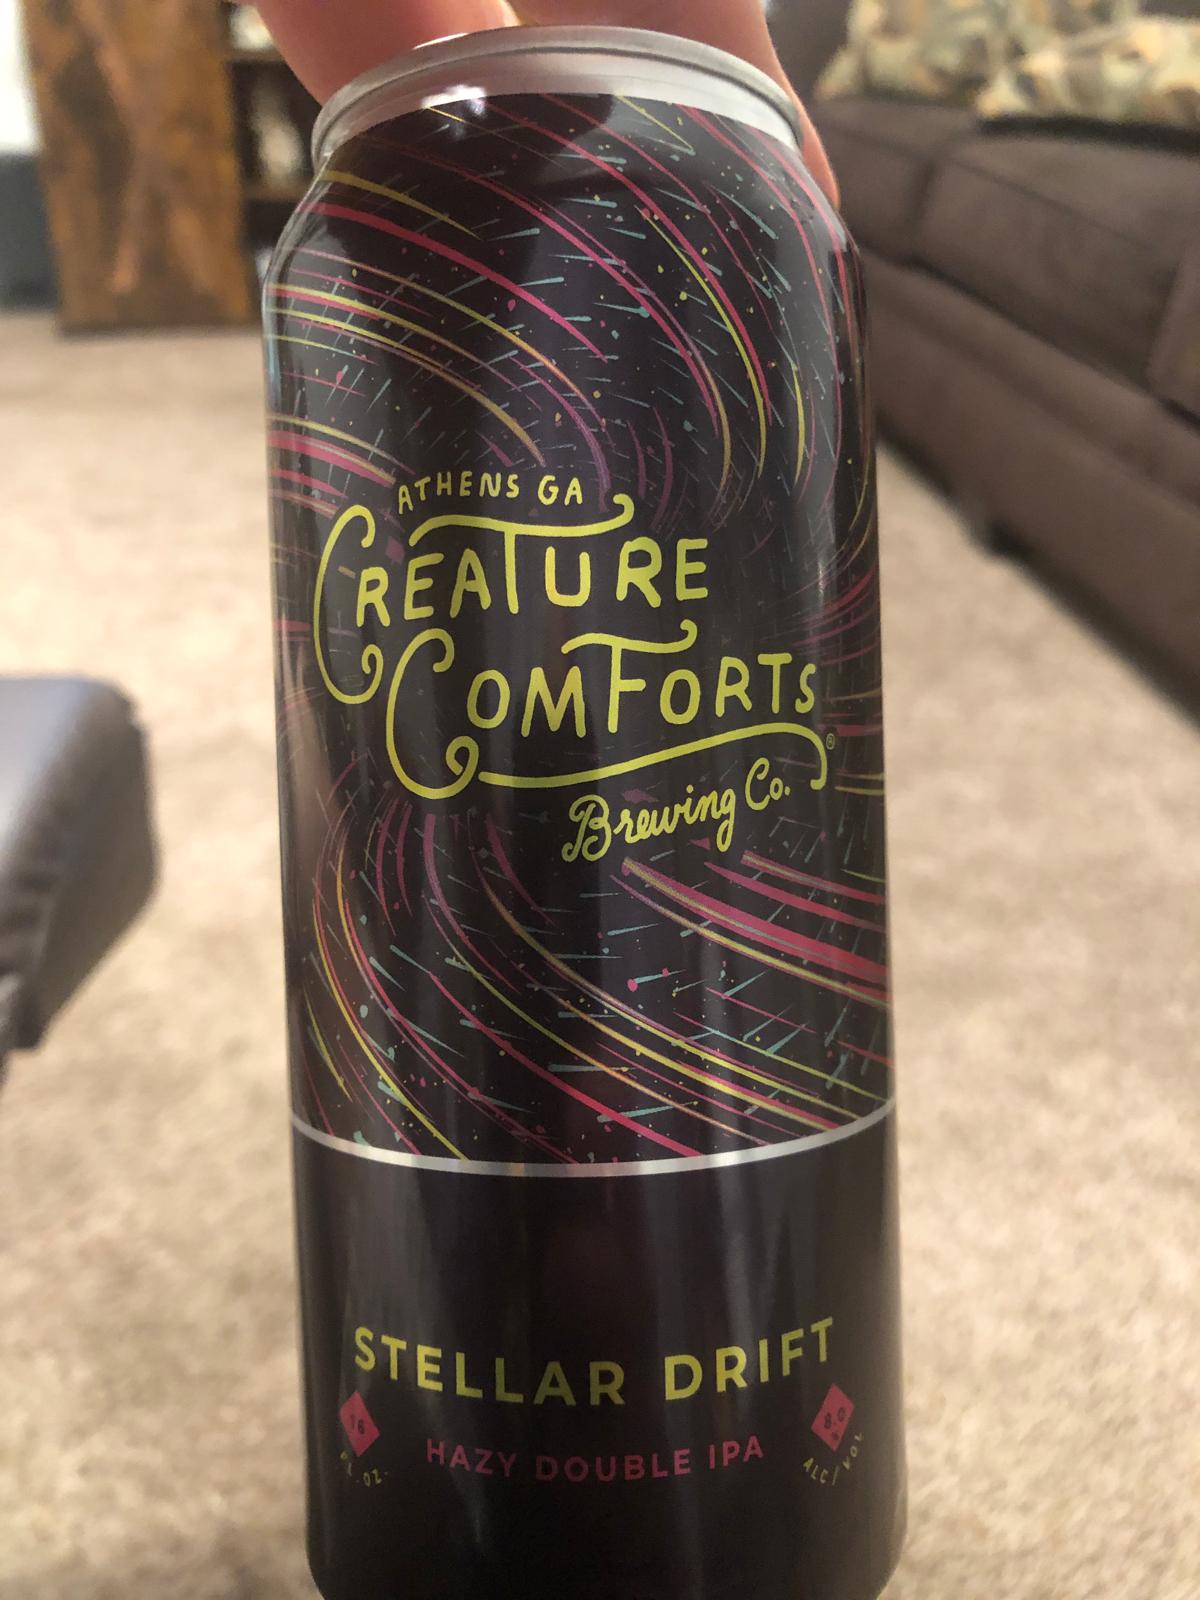 ATHENS GA
CREATURE
COMFORTS®
Brewing Co.
STELLAR DRIFT
16
FL. OZ.
HAZY DOUBLE IPA
8.0
%
ALC/VOL